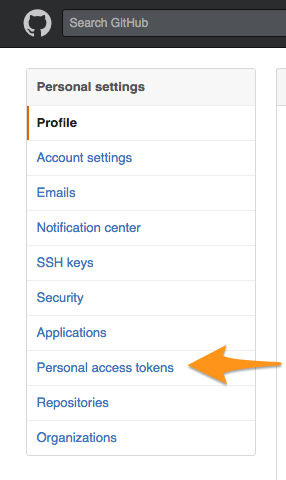 Search GitHub
Personal settings
Profile
Account settings
Emails
Notification center
SSH keys
Security
Applications
Personal access tokens
Repositories
Organizations